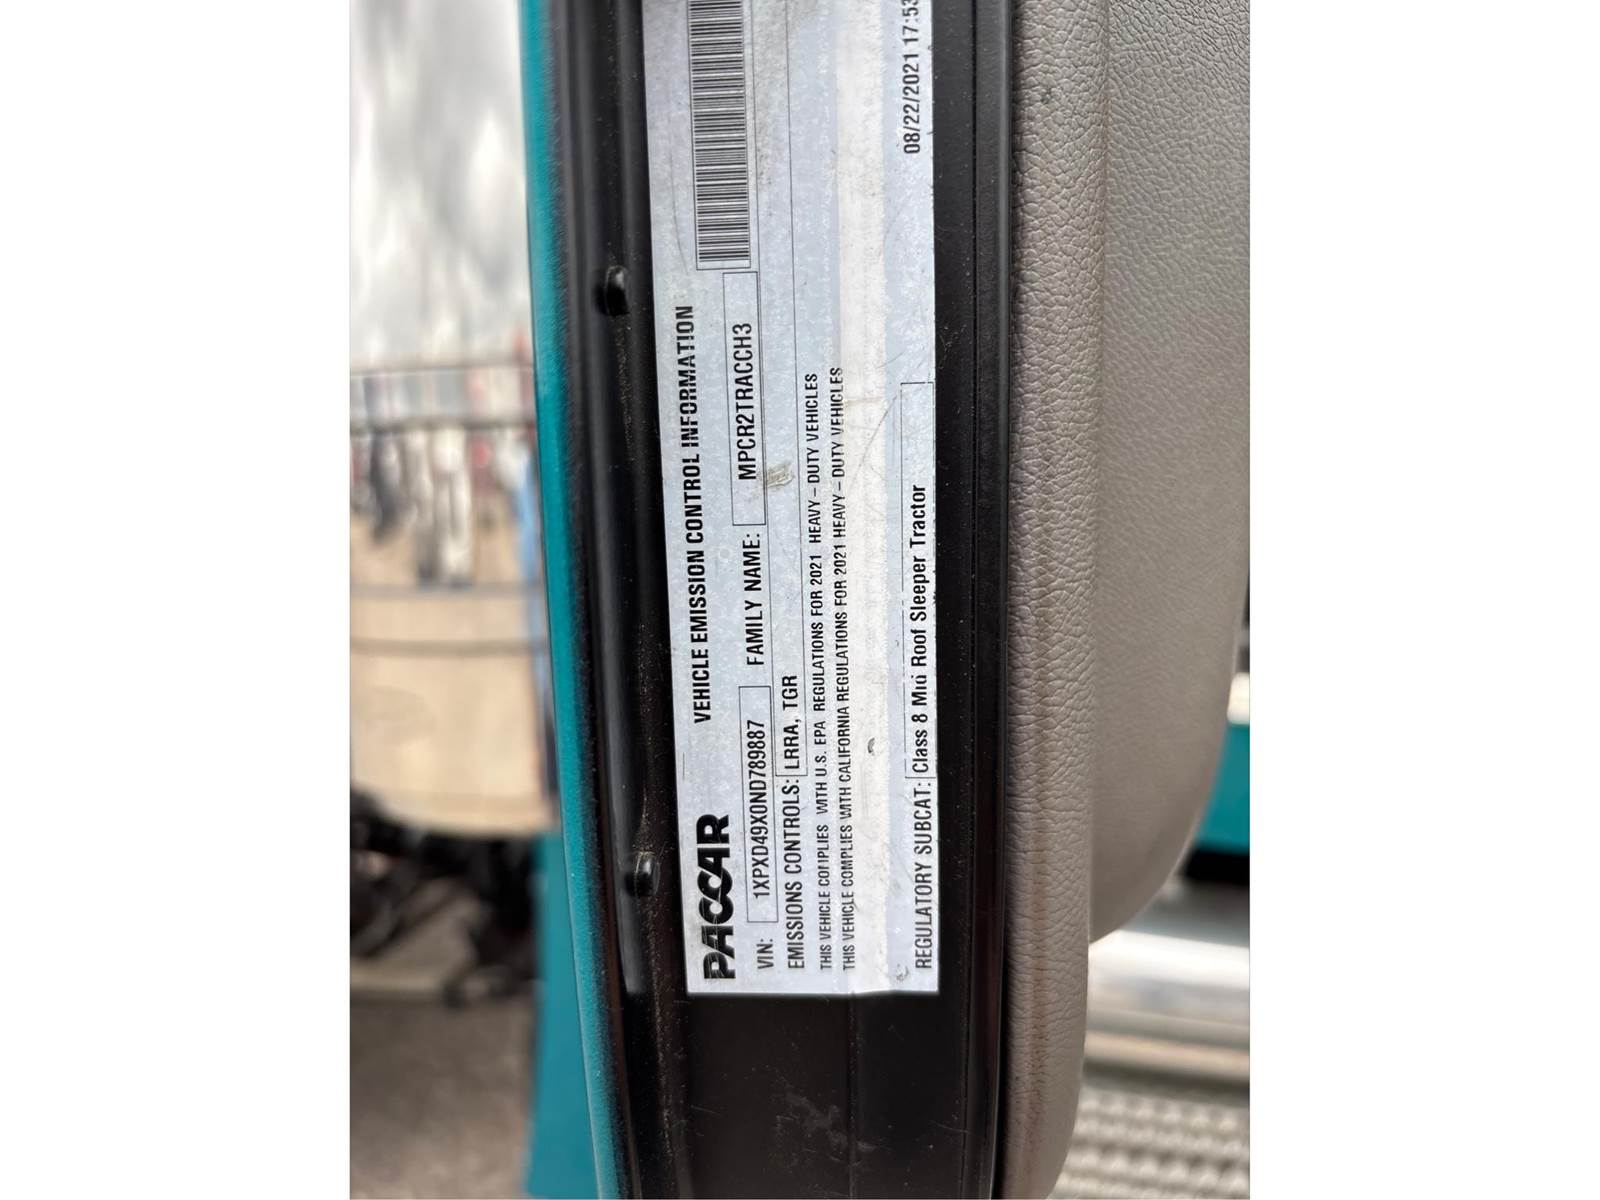 PACCAR VEHICLE EMISSION CONTROL INFORMATION
VIN: 1XPXD49X0ND789887 FAMILY NAME: MPCR2TRACCH3
EMISSIONS CONTROLS: LRRA, TGR
THIS VEHICLE COMPLIES WITH U.S. EPA REGULATIONS FOR 2021 HEAVY-DUTY VEHICLES
THIS VEHICLE COMPLIES WITH CALIFORNIA REGULATIONS FOR 2021 HEAVY-DUTY VEHICLES
REGULATORY SUBCAT: Class 8 Mid Roof Sleeper Tractor 08/22/2021 17:53